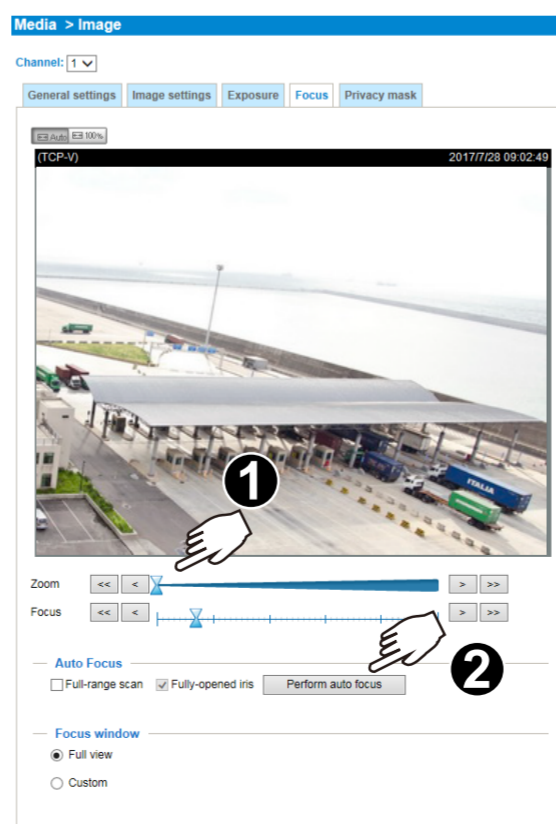 Media > Image
Channel: 1
General settings Image settings Exposure Focus Privacy mask
Auto 100%
(TCP-V) 2017/7/28 09:02:49
ITALIA
1
Zoom << < > >>
Focus << < > >>
2
Auto Focus
Full-range scan Fully-opened iris Perform auto focus
Focus window
Full view
Custom